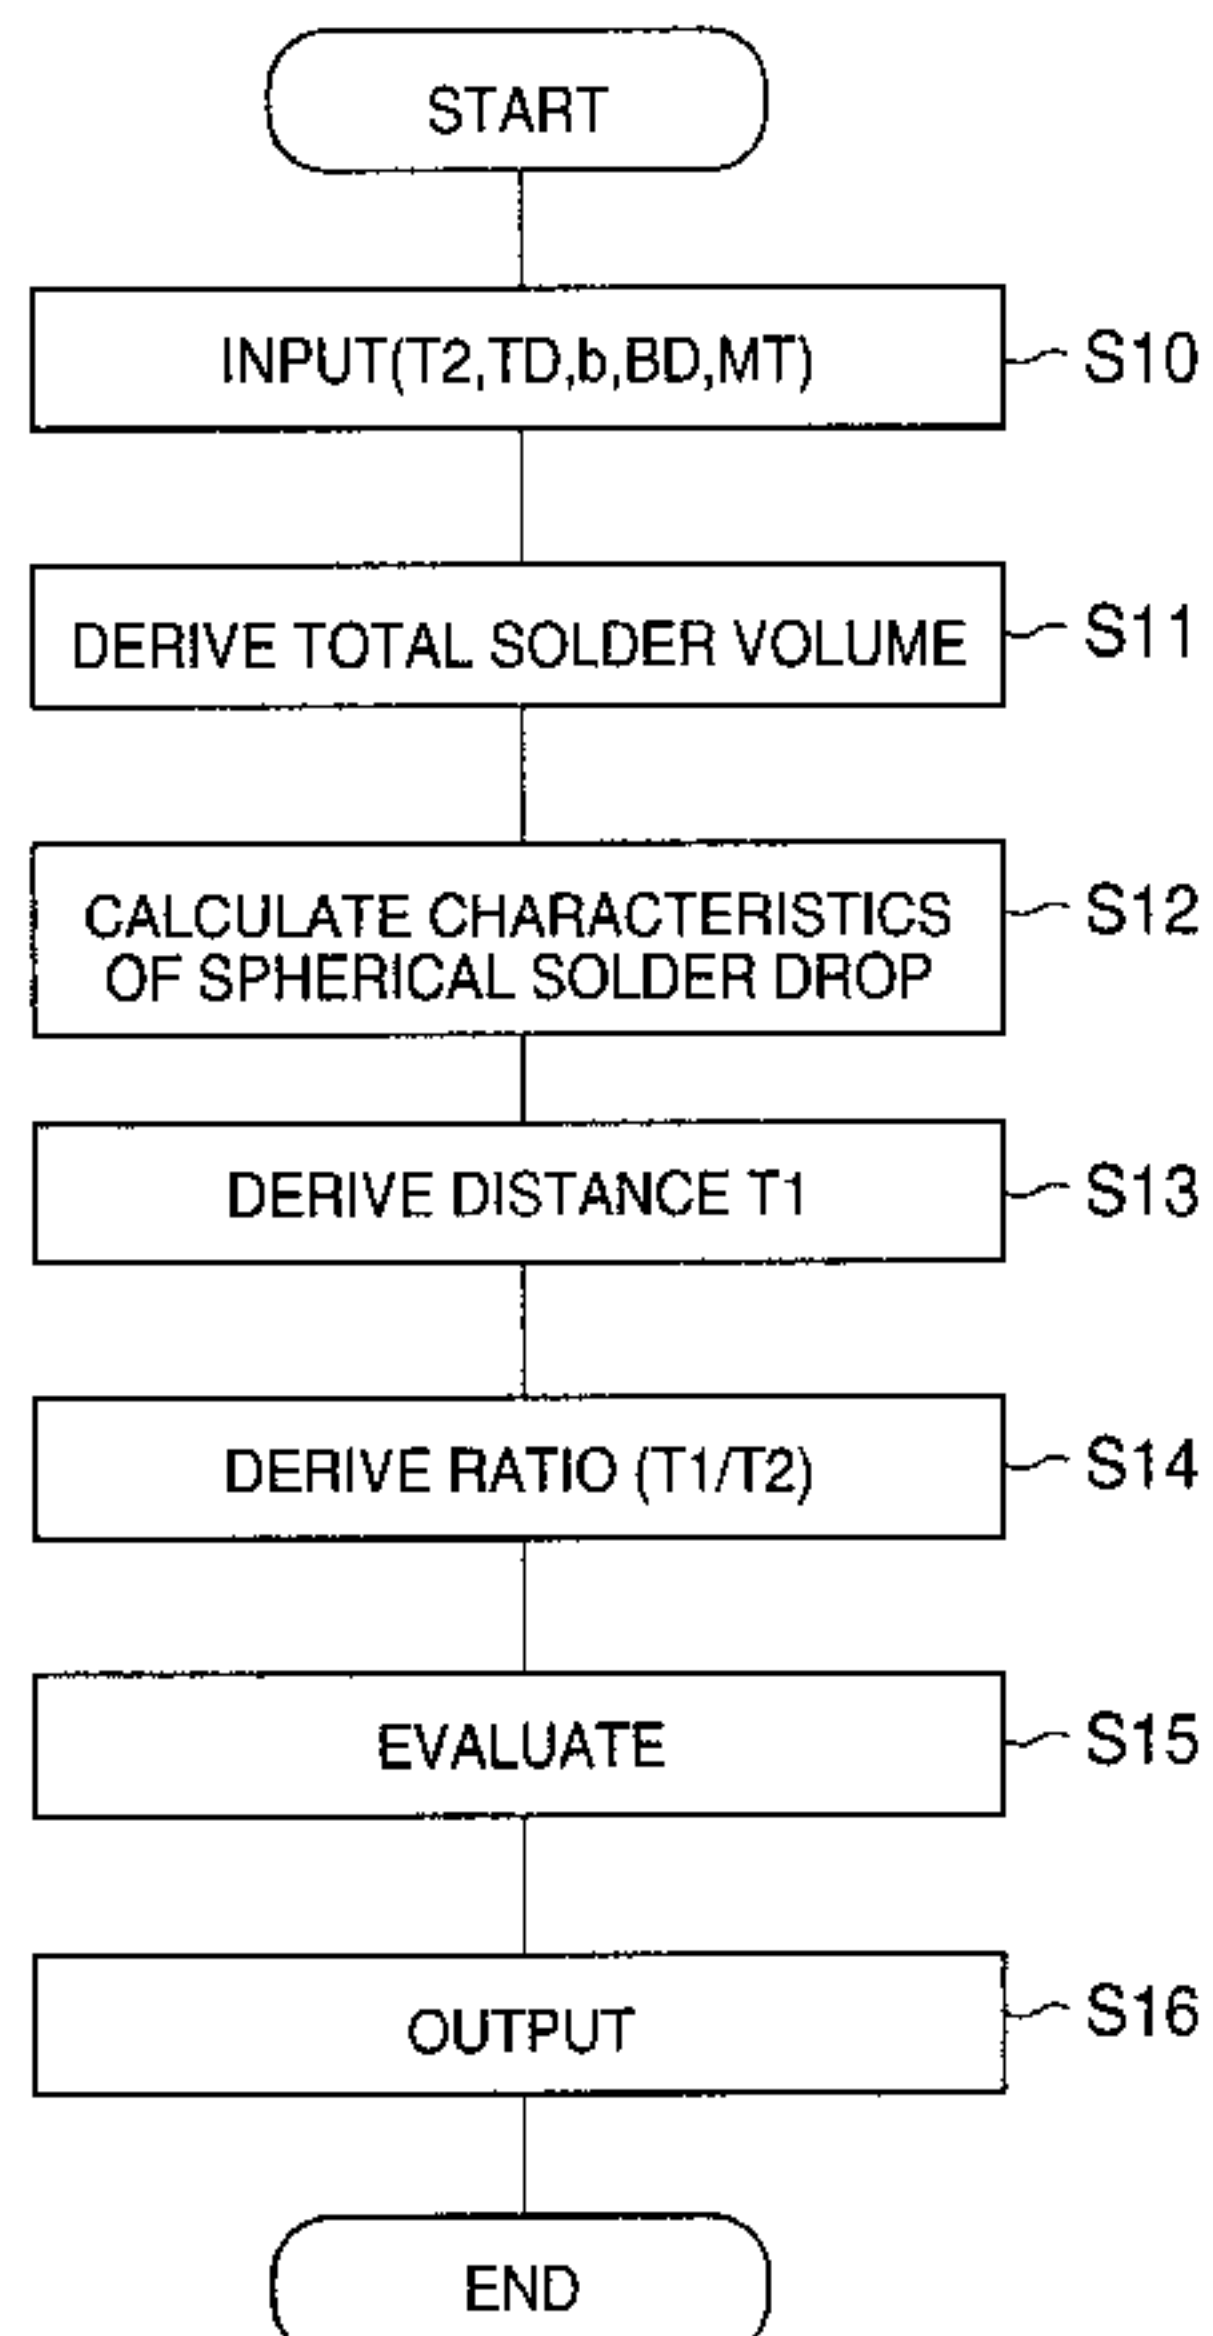 START
INPUT(T2,TD,b,BD,MT)
S10
DERIVE TOTAL SOLDER VOLUME
S11
CALCULATE CHARACTERISTICS
OF SPHERICAL SOLDER DROP
S12
DERIVE DISTANCE T1
S13
DERIVE RATIO (T1/T2)
S14
EVALUATE
S15
OUTPUT
S16
END